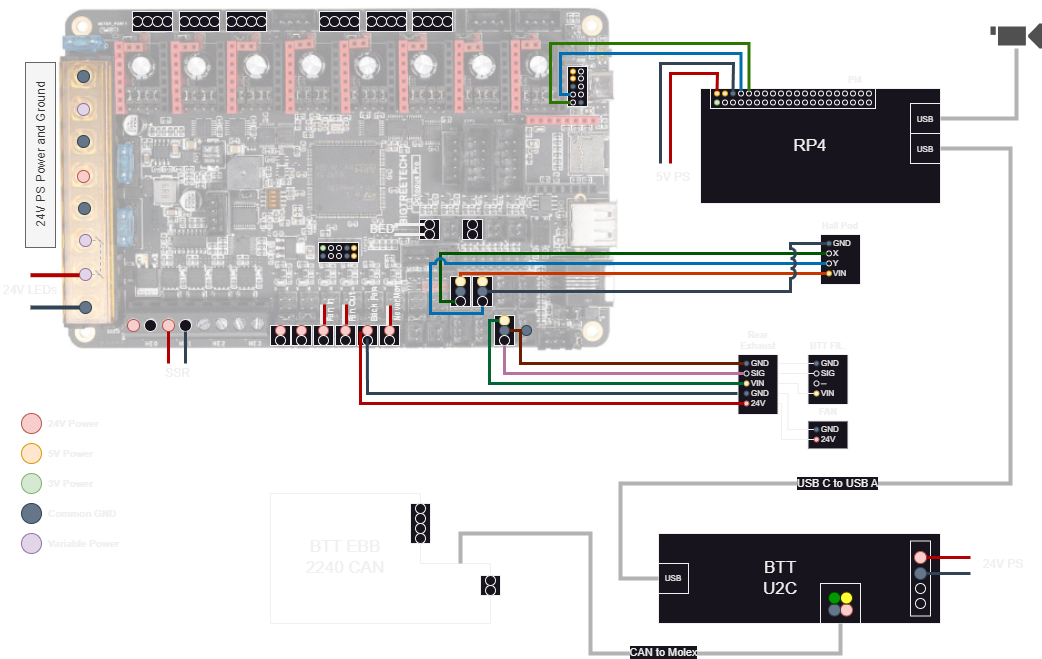 PI4
RP4
USB
USB
5V PS
24V PS Power and Ground
BIGTREETECH
BED
Hall Pod
GND
X
Y
VIN
24V LEDs
HE0
HE2
HE3
SSR
Rear
Exhaust
GND
SIG
VIN
GND
24V
BTT FIL.
GND
SIG
–
VIN
FAN
GND
24V
24V Power
5V Power
3V Power
Common GND
Variable Power
USB C to USB A
BTT EBB
2240 CAN
BTT
U2C
USB
24V PS
CAN to Molex